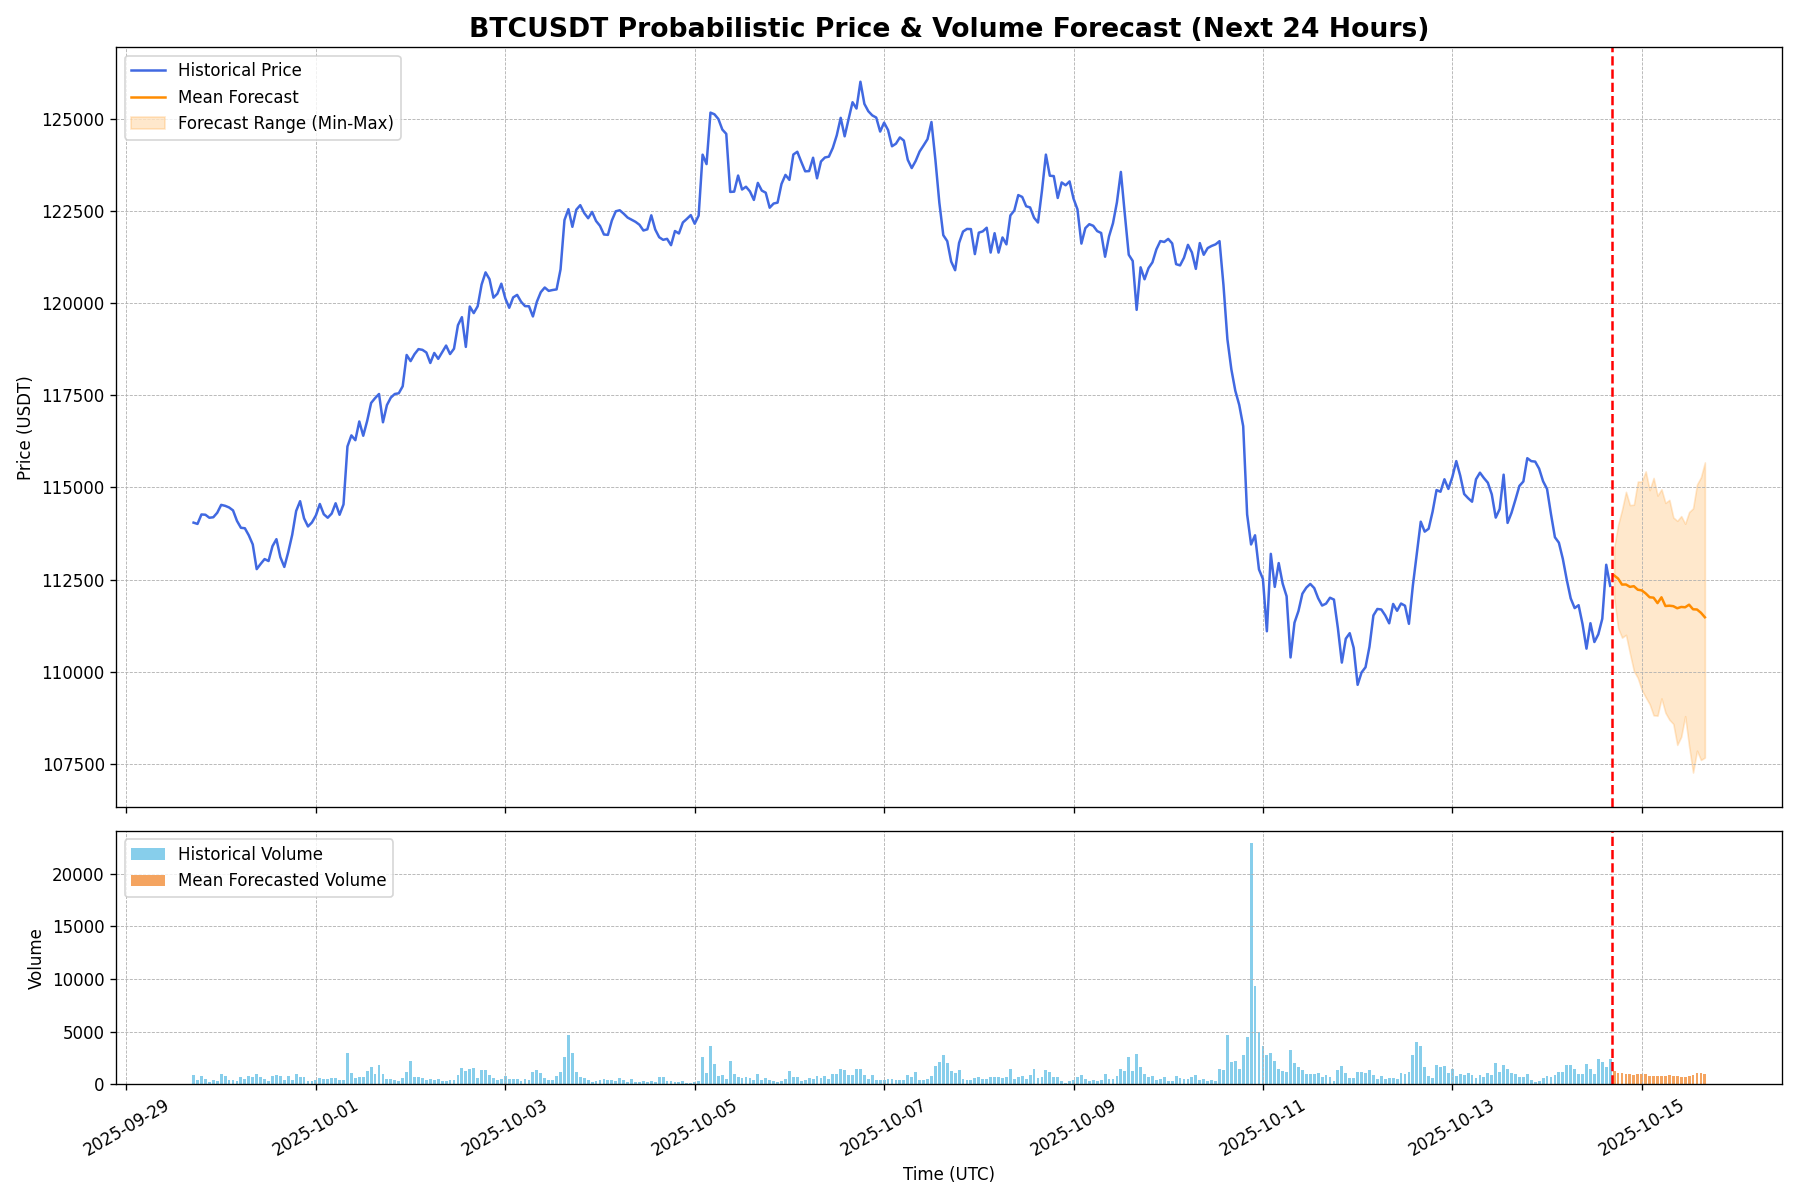 BTCUSDT Probabilistic Price & Volume Forecast (Next 24 Hours)
Historical Price
Mean Forecast
Forecast Range (Min-Max)
125000
122500
120000
117500
115000
112500
110000
107500
Price (USDT)
Historical Volume
Mean Forecasted Volume
20000
15000
10000
5000
0
Volume
2025-09-29
2025-10-01
2025-10-03
2025-10-05
2025-10-07
2025-10-09
2025-10-11
2025-10-13
2025-10-15
Time (UTC)